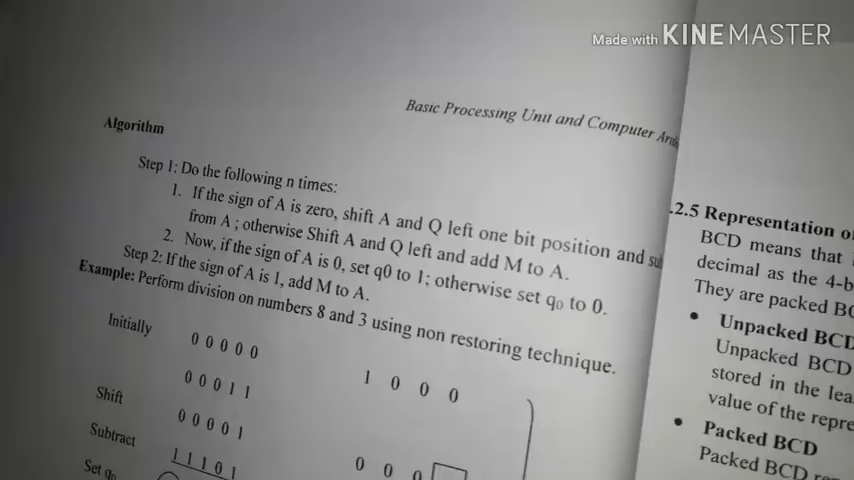 Made with KINEMASTER
Basic Processing Unit and Computer
Algorithm
Step 1: Do the following n times:
1. If the sign of A is zero, shift A and Q left one bit position and
from A ; otherwise Shift A and Q left and add M to A.
2. Now, if the sign of A is 0, set q0 to 1; otherwise set q0 to 0.
Step 2: If the sign of A is 1, add M to A.
Example: Perform division on numbers 8 and 3 using non restoring technique.
Initially 0 0 0 0 0
0 0 0 1 1 1 0 0 0
Shift 0 0 0 0 1
Subtract 1 1 1 0 1 0 0 0
Set q0
.2.5 Representation
BCD means that
decimal as the 4-b
They are packed
• Unpacked BCD
Unpacked BCD
stored in the
value of the
• Packed BCD
Packed BCD